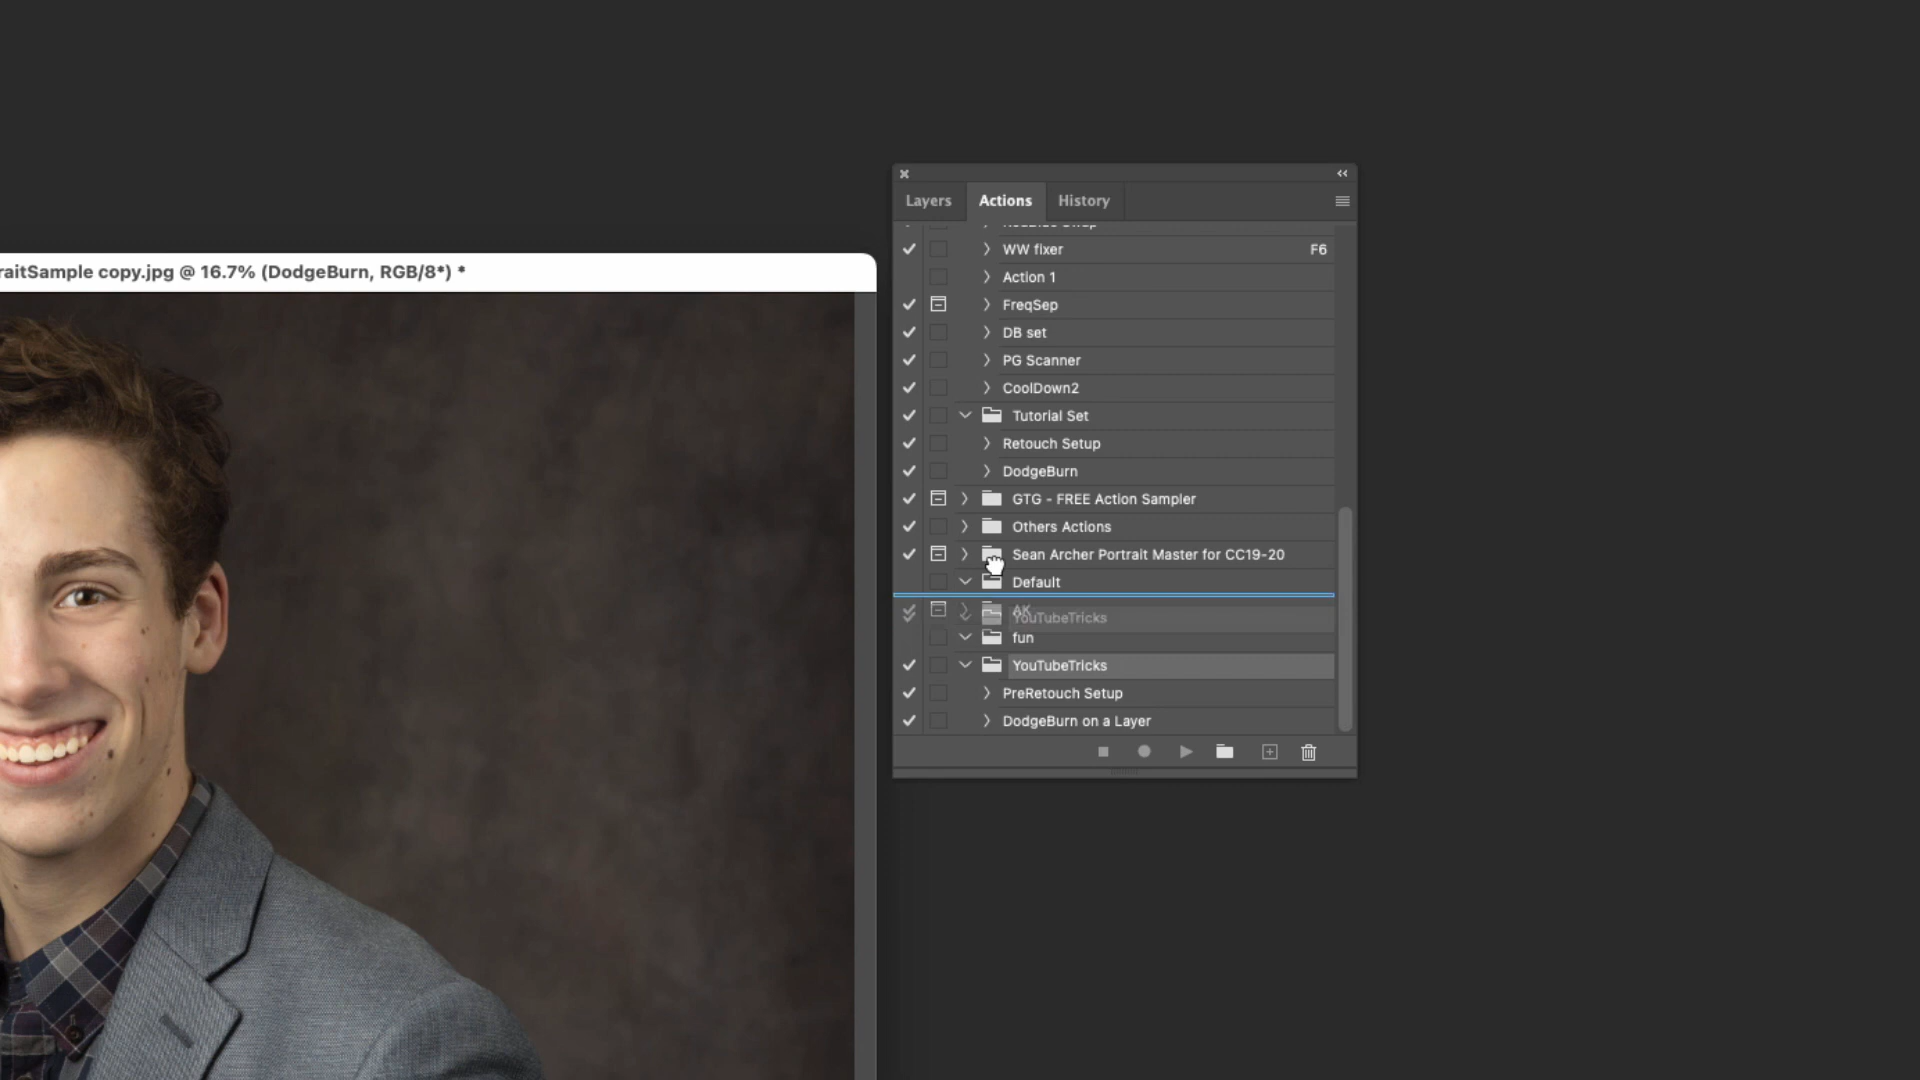 Layers Actions History
WW fixer F6
raitSample copy.jpg @ 16.7% (DodgeBurn, RGB/8*) *
Action 1
FreqSep
DB set
PG Scanner
CoolDown2
Tutorial Set
Retouch Setup
DodgeBurn
GTG - FREE Action Sampler
Others Actions
Sean Archer Portrait Master for CC19-20
Default
AK
YouTubeTricks
fun
YouTubeTricks
PreRetouch Setup
DodgeBurn on a Layer